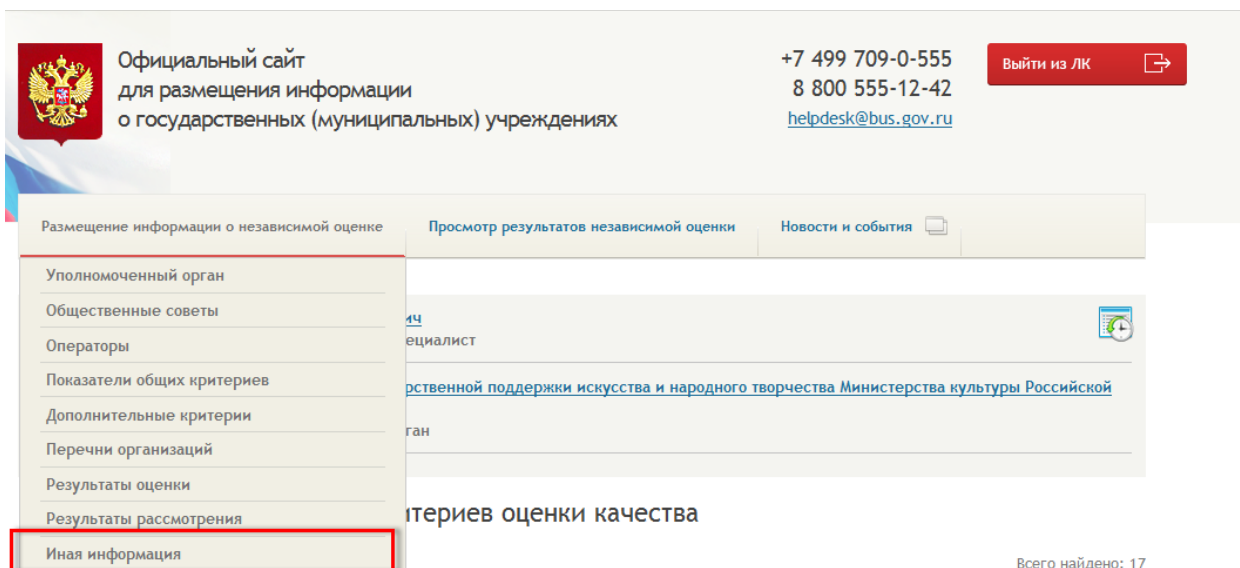 Официальный сайт
для размещения информации
о государственных (муниципальных) учреждениях
+7 499 709-0-555
8 800 555-12-42
helpdesk@bus.gov.ru
Выйти из ЛК
Размещение информации о независимой оценке
Просмотр результатов независимой оценки
Новости и события
Уполномоченный орган
Общественные советы
Операторы
Показатели общих критериев
Дополнительные критерии
Перечни организаций
Результаты оценки
Результаты рассмотрения
Иная информация
ич
ециалист
рственной поддержки искусства и народного творчества Министерства культуры Российской
ган
итериев оценки качества
Всего найдено: 17